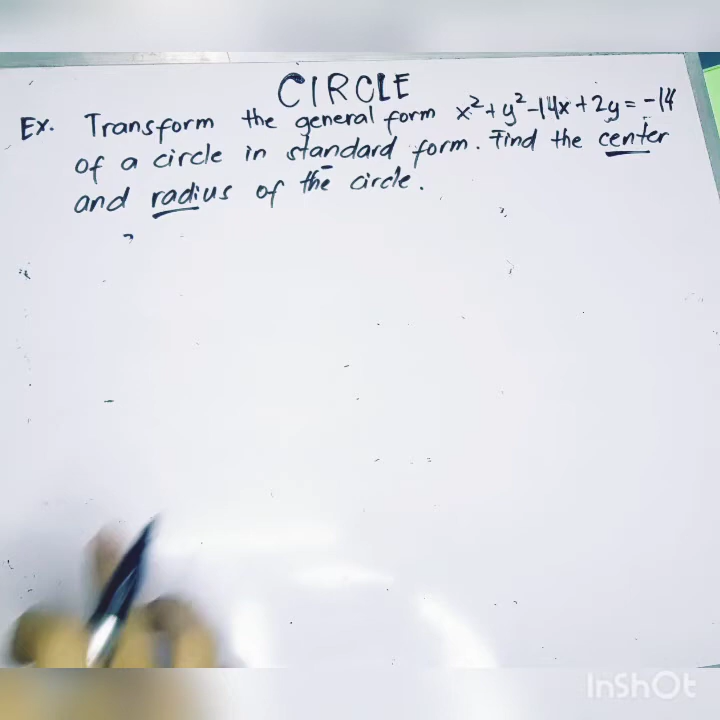 CIRCLE
Ex. Transform the general form x²+y²-14x+2y=-14
of a circle in standard form. Find the center
and radius of the circle.
InShOt